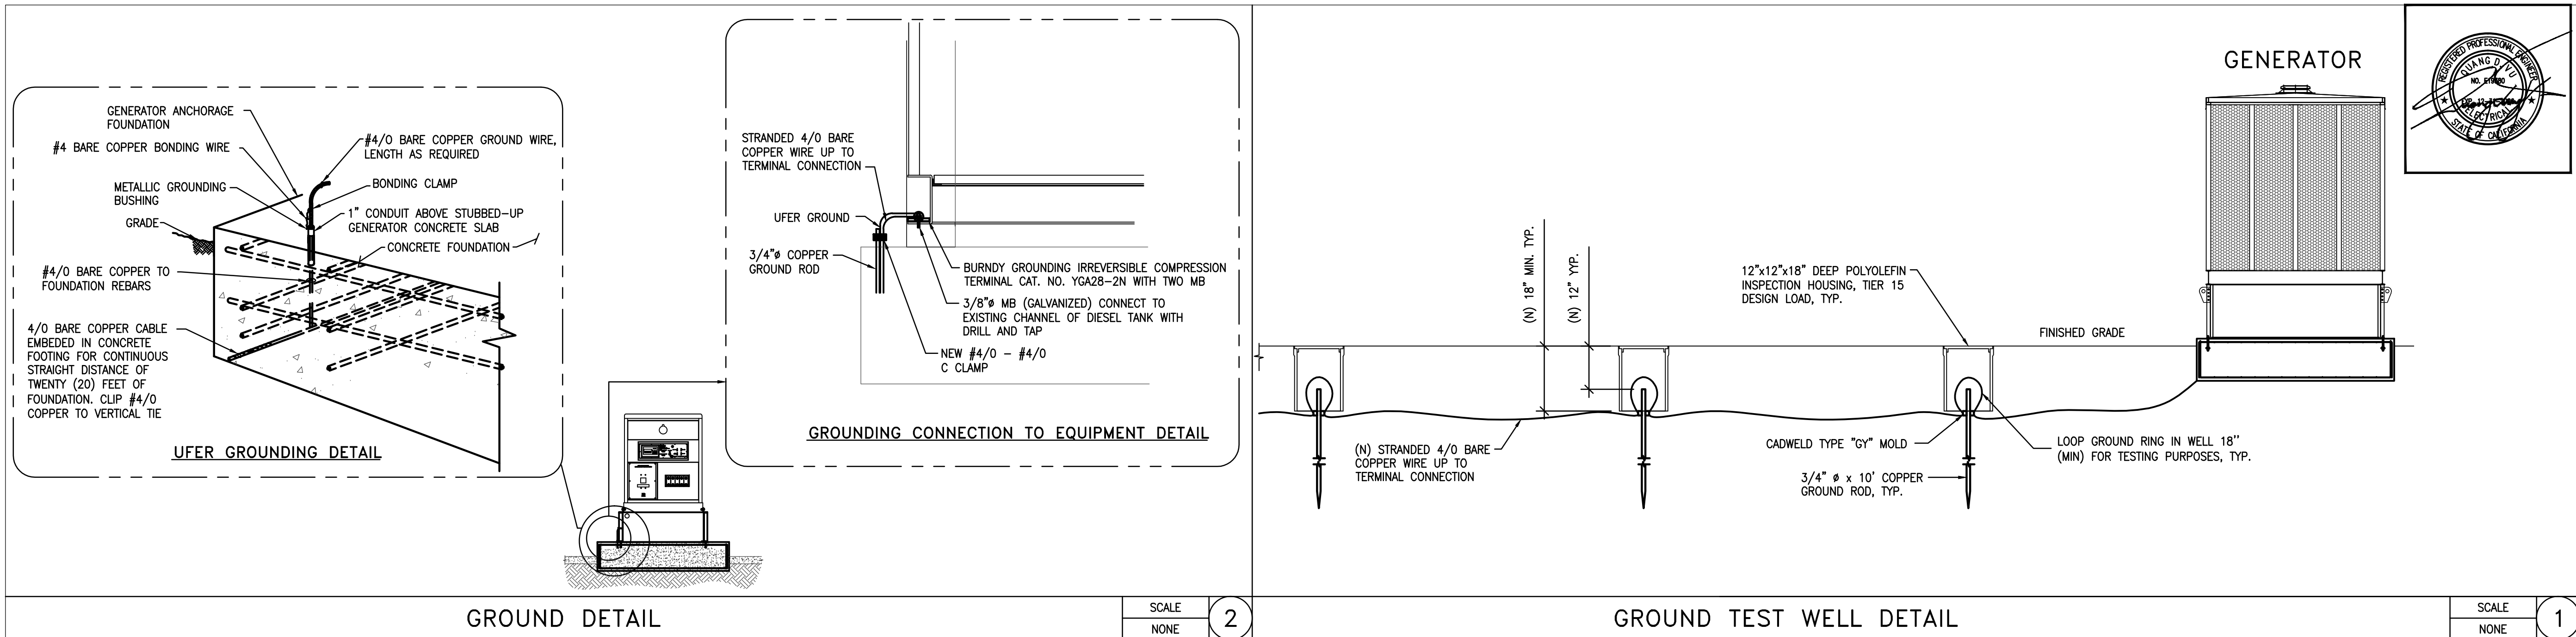 GENERATOR ANCHORAGE
FOUNDATION
#4 BARE COPPER BONDING WIRE
METALLIC GROUNDING
BUSHING
GRADE
#4/0 BARE COPPER TO
FOUNDATION REBARS
4/0 BARE COPPER CABLE
EMBEDED IN CONCRETE
FOOTING FOR CONTINUOUS
STRAIGHT DISTANCE OF
TWENTY (20) FEET OF
FOUNDATION. CLIP #4/0
COPPER TO VERTICAL TIE
#4/0 BARE COPPER GROUND WIRE,
LENGTH AS REQUIRED
BONDING CLAMP
1" CONDUIT ABOVE STUBBED-UP
GENERATOR CONCRETE SLAB
CONCRETE FOUNDATION
UFER GROUNDING DETAIL
STRANDED 4/0 BARE
COPPER WIRE UP TO
TERMINAL CONNECTION
UFER GROUND
3/4"ø COPPER
GROUND ROD
BURNDY GROUNDING IRREVERSIBLE COMPRESSION
TERMINAL CAT. NO. YGA28-2N WITH TWO MB
3/8"ø MB (GALVANIZED) CONNECT TO
EXISTING CHANNEL OF DIESEL TANK WITH
DRILL AND TAP
NEW #4/0 - #4/0
C CLAMP
GROUNDING CONNECTION TO EQUIPMENT DETAIL
GROUND DETAIL
SCALE
NONE
2
(N) 18" MIN. TYP.
(N) 12" YYP.
12"x12"x18" DEEP POLYOLEFIN
INSPECTION HOUSING, TIER 15
DESIGN LOAD, TYP.
FINISHED GRADE
GENERATOR
(N) STRANDED 4/0 BARE
COPPER WIRE UP TO
TERMINAL CONNECTION
CADWELD TYPE "GY" MOLD
3/4" ø x 10' COPPER
GROUND ROD, TYP.
LOOP GROUND RING IN WELL 18''
(MIN) FOR TESTING PURPOSES, TYP.
REGISTERED PROFESSIONAL ENGINEER
QUANG D. VU
NO.
ELECTRICAL
STATE OF CALIFORNIA
GROUND TEST WELL DETAIL
SCALE
NONE
1